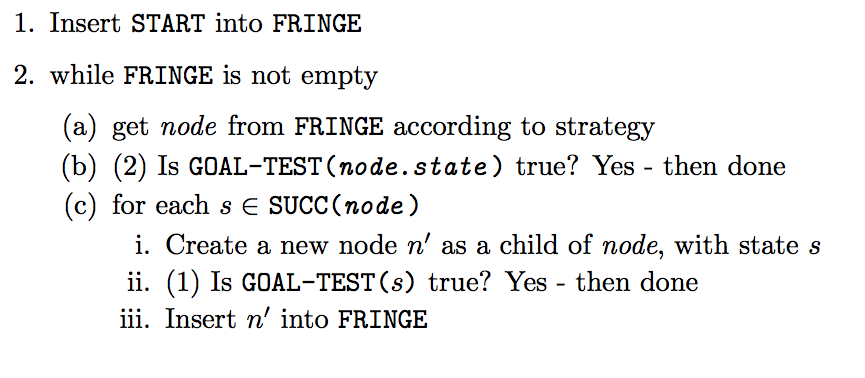 1. Insert START into FRINGE
2. while FRINGE is not empty
(a) get node from FRINGE according to strategy
(b) (2) Is GOAL-TEST(node.state) true? Yes - then done
(c) for each s ∈ SUCC(node)
i. Create a new node n′ as a child of node, with state s
ii. (1) Is GOAL-TEST(s) true? Yes - then done
iii. Insert n′ into FRINGE